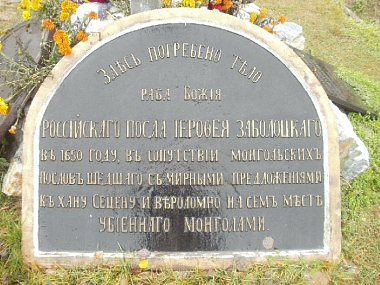 ЗДѢСЬ ПОГРЕБЕНО ТѢЛО
РАБА БОЖІЯ
РОССІЙСКАГО ПОСЛА ІЕРОѲЕЯ ЗАБОЛОЦКАГО
ВЪ 1650 ГОДУ, ВЪ СОПУТСТВІИ МОНГОЛЬСКИХЪ
ПОСЛОВЪ ШЕДШАГО СЪ МИРНЫМИ ПРЕДЛОЖЕНІЯМИ
КЪ ХАНУ СЕЦЕНУ И ВѢРОЛОМНО НА СЕМЪ МѢСТѢ
УБІЕННАГО МОНГОЛАМИ.